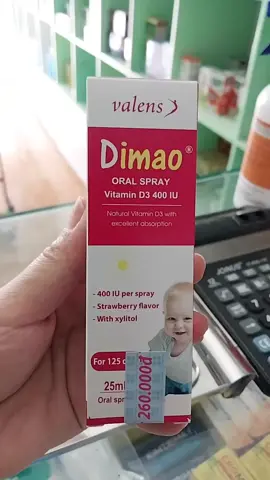 valens
Dimao®
ORAL SPRAY
Vitamin D3 400 IU
Natural Vitamin D3 with
excellent absorption
- 400 IU per spray
- Strawberry flavor
- With xylitol
For 125 d
25ml
Oral spr
260.000đ